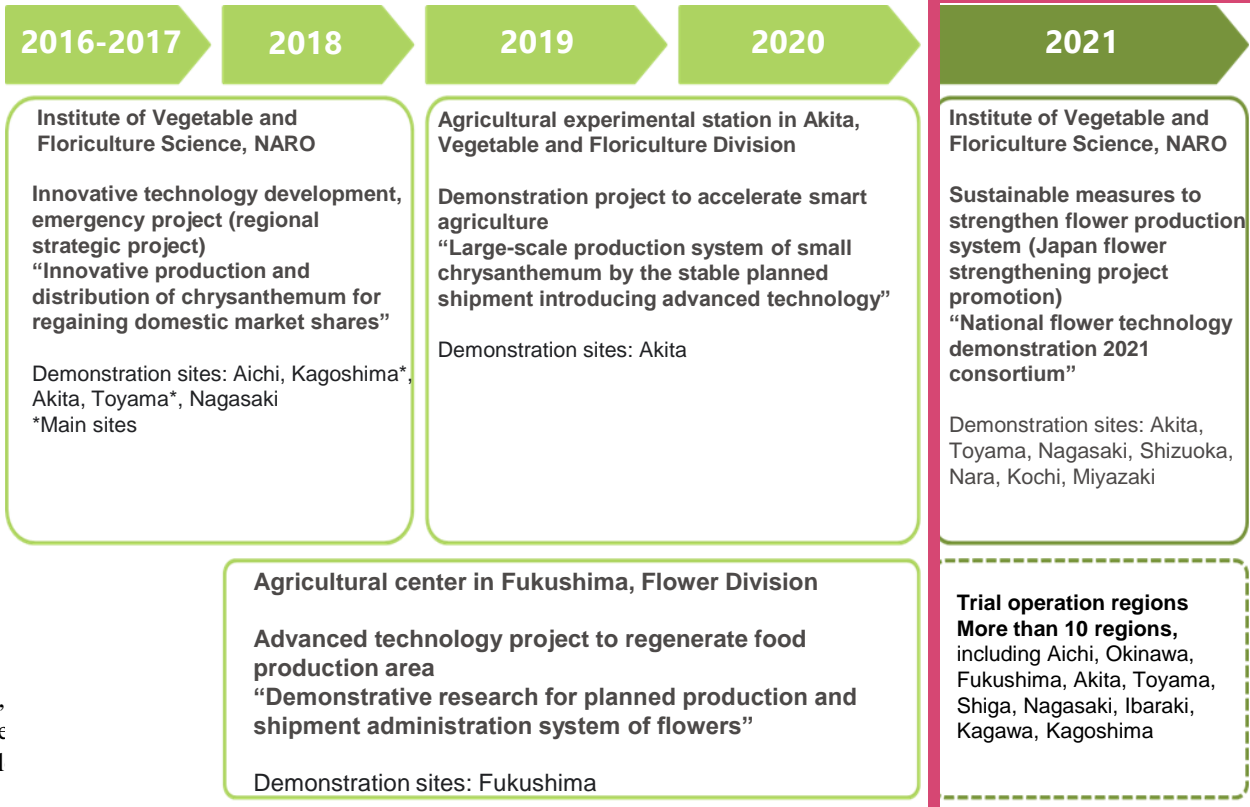 2016-2017
2018
2019
2020
2021
Institute of Vegetable and
Floriculture Science, NARO
Innovative technology development,
emergency project (regional
strategic project)
“Innovative production and
distribution of chrysanthemum for
regaining domestic market shares”
Demonstration sites: Aichi, Kagoshima*,
Akita, Toyama*, Nagasaki
*Main sites
Agricultural experimental station in Akita,
Vegetable and Floriculture Division
Demonstration project to accelerate smart
agriculture
“Large-scale production system of small
chrysanthemum by the stable planned
shipment introducing advanced technology”
Demonstration sites: Akita
Institute of Vegetable and
Floriculture Science, NARO
Sustainable measures to
strengthen flower production
system (Japan flower
strengthening project
promotion)
“National flower technology
demonstration 2021
consortium”
Demonstration sites: Akita,
Toyama, Nagasaki, Shizuoka,
Nara, Kochi, Miyazaki
Agricultural center in Fukushima, Flower Division
Advanced technology project to regenerate food
production area
“Demonstrative research for planned production and
shipment administration system of flowers”
Demonstration sites: Fukushima
Trial operation regions
More than 10 regions,
including Aichi, Okinawa,
Fukushima, Akita, Toyama,
Shiga, Nagasaki, Ibaraki,
Kagawa, Kagoshima